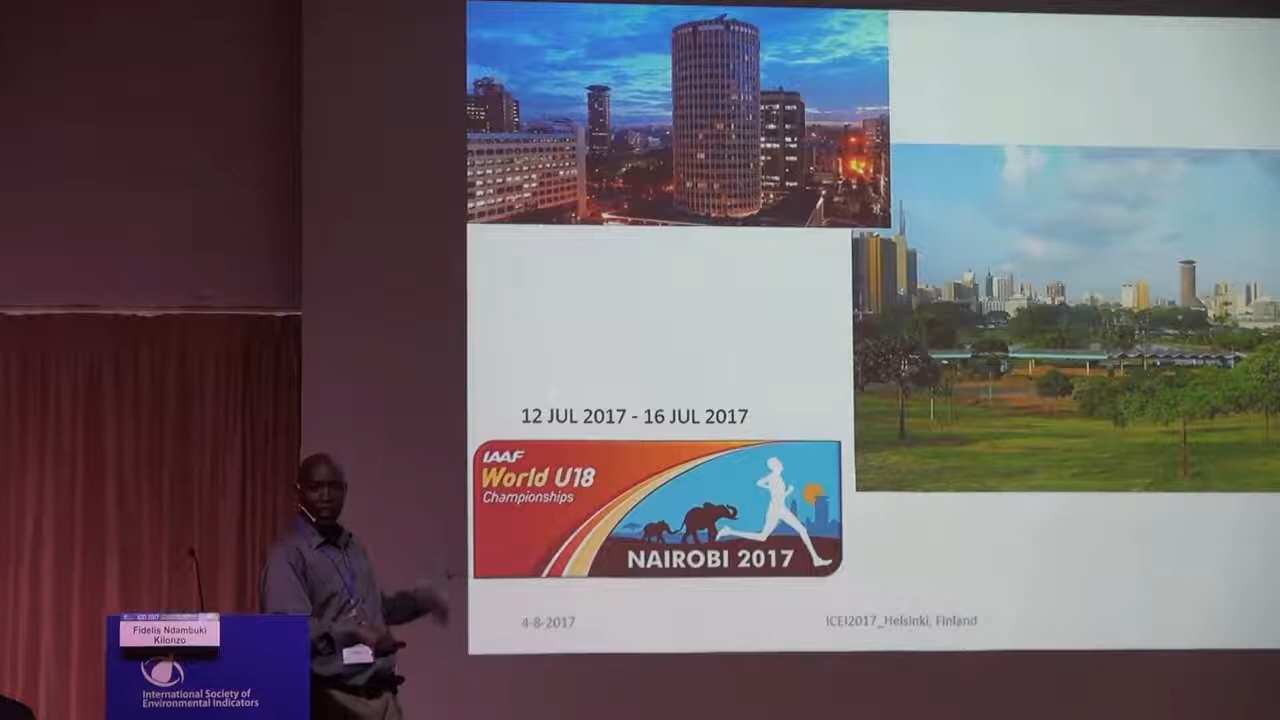 12 JUL 2017 - 16 JUL 2017
IAAF
World U18
Championships
NAIROBI 2017
4-8-2017
ICEI2017_Helsinki, Finland
Fidelis Ndambuki
Kilonzo
International Society of
Environmental Indicators